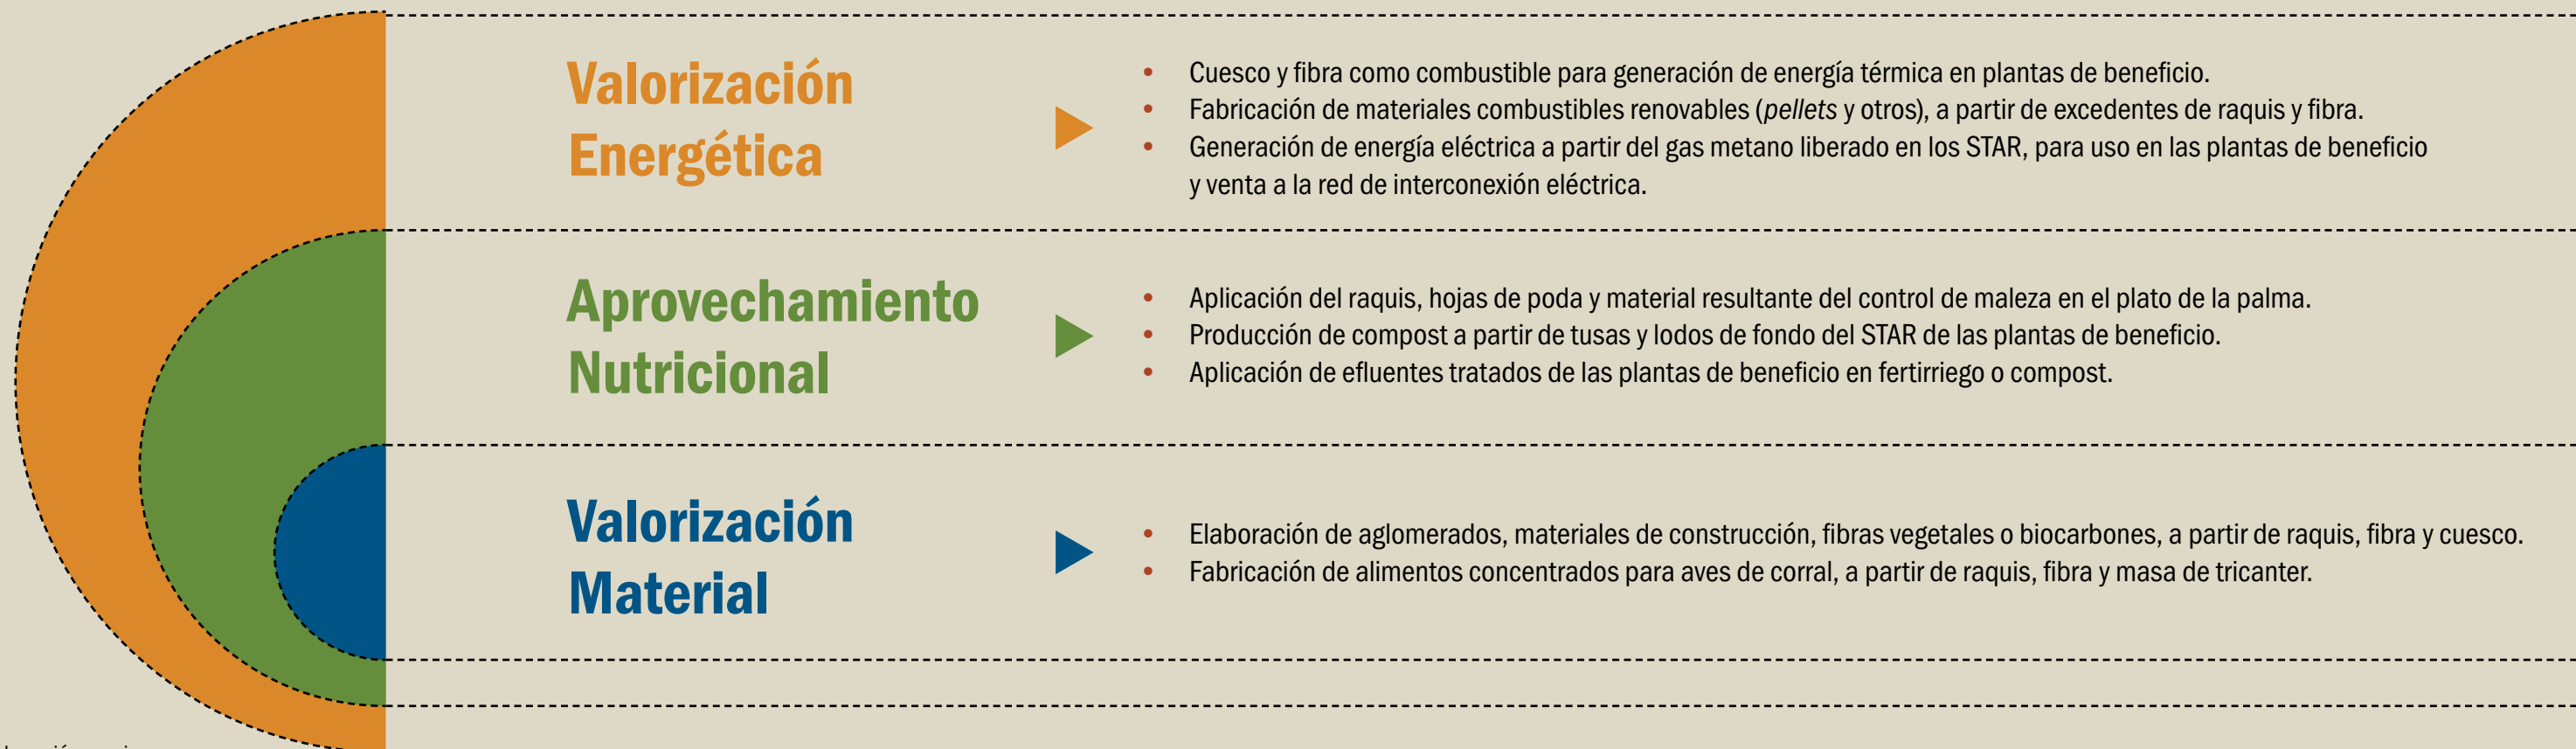 Valorización
Energética
• Cuesco y fibra como combustible para generación de energía térmica en plantas de beneficio.
• Fabricación de materiales combustibles renovables (pellets y otros), a partir de excedentes de raquis y fibra.
• Generación de energía eléctrica a partir del gas metano liberado en los STAR, para uso en las plantas de beneficio
y venta a la red de interconexión eléctrica.
Aprovechamiento
Nutricional
• Aplicación del raquis, hojas de poda y material resultante del control de maleza en el plato de la palma.
• Producción de compost a partir de tusas y lodos de fondo del STAR de las plantas de beneficio.
• Aplicación de efluentes tratados de las plantas de beneficio en fertirriego o compost.
Valorización
Material
• Elaboración de aglomerados, materiales de construcción, fibras vegetales o biocarbones, a partir de raquis, fibra y cuesco.
• Fabricación de alimentos concentrados para aves de corral, a partir de raquis, fibra y masa de tricanter.